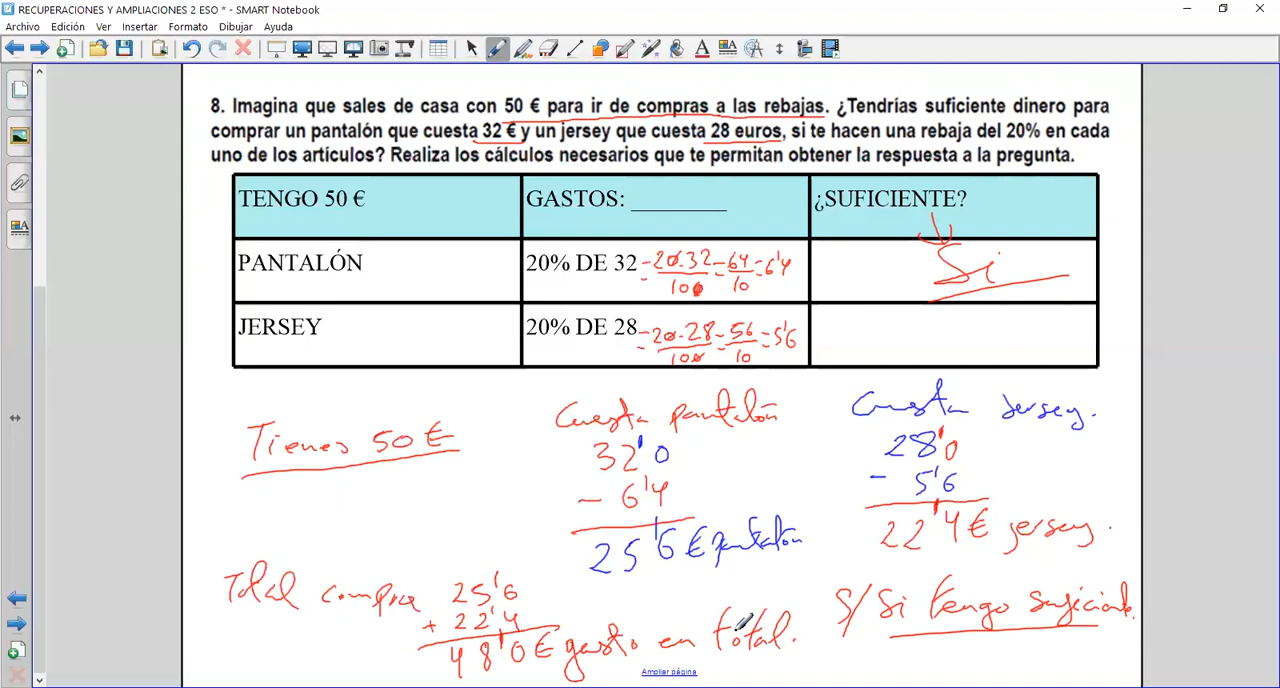 RECUPERACIONES Y AMPLIACIONES 2 ESO * - SMART Notebook
Archivo Edición Ver Insertar Formato Dibujar Ayuda
8. Imagina que sales de casa con 50 € para ir de compras a las rebajas. ¿Tendrías suficiente dinero para
comprar un pantalón que cuesta 32 € y un jersey que cuesta 28 euros, si te hacen una rebaja del 20% en cada
uno de los artículos? Realiza los cálculos necesarios que te permitan obtener la respuesta a la pregunta.
TENGO 50 € GASTOS: ________ ¿SUFICIENTE?
PANTALÓN 20% DE 32 = 20·32/100 = 64/10 = 6'4 Si
JERSEY 20% DE 28 = 20·28/100 = 56/10 = 5'6
Tienes 50 €
Cuesta pantalón
32'0
- 6'4
25'6 € pantalón
Cuesta jersey.
28'0
- 5'6
22'4 € jersey.
Total compra 25'6
+ 22'4
48'0 € gasto en total.
S/ Si tengo suficiente.
Ampliar página